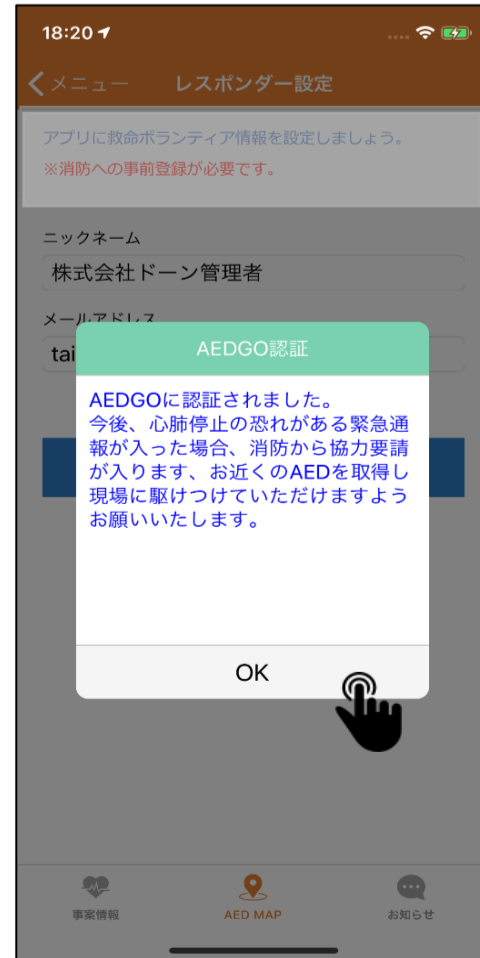 18:20
メニュー レスポンダー設定
アプリに救命ボランティア情報を設定しましょう。
※消防への事前登録が必要です。
ニックネーム
株式会社ドーン管理者
メールアドレス
tai
AEDGO認証
AEDGOに認証されました。
今後、心肺停止の恐れがある緊急通
報が入った場合、消防から協力要請
が入ります、お近くのAEDを取得し
現場に駆けつけていただけますよう
お願いいたします。
OK
事案情報 AED MAP お知らせ